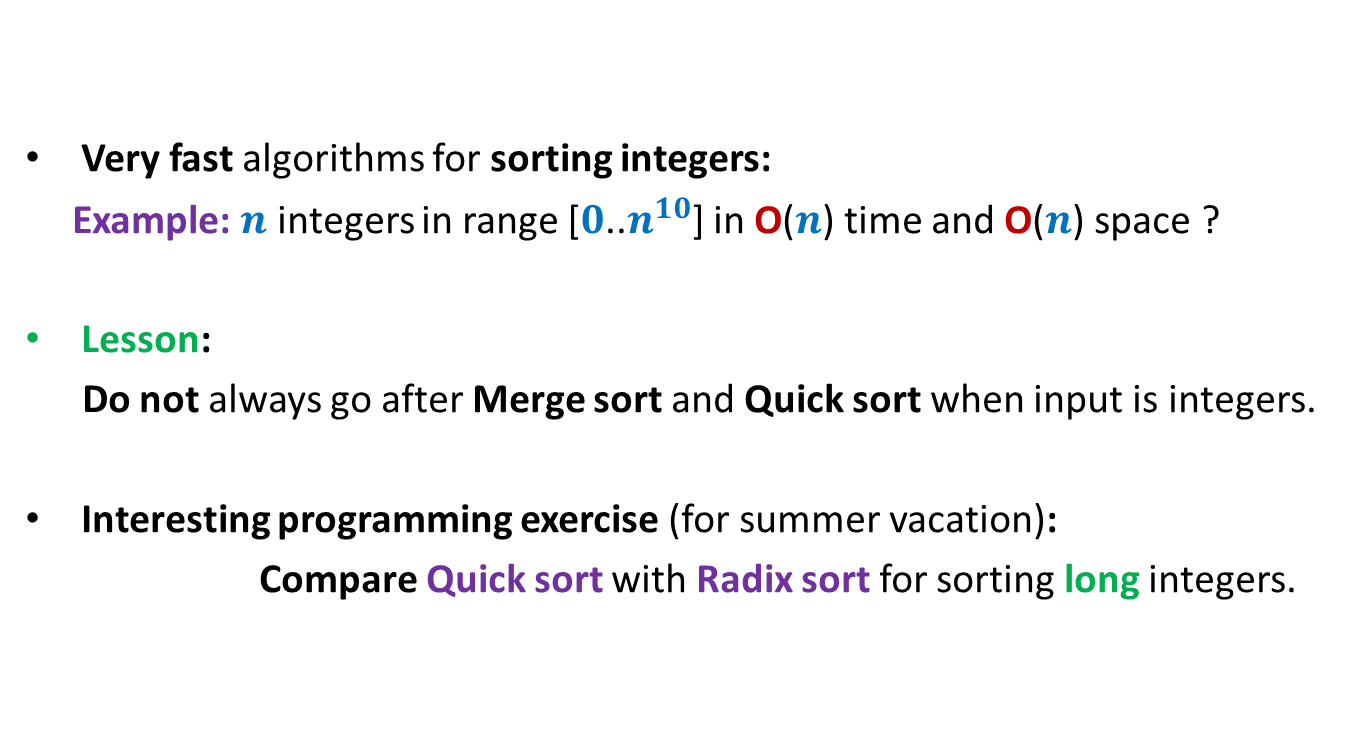 • Very fast algorithms for sorting integers:
Example: n integers in range [0..n¹⁰] in O(n) time and O(n) space ?
• Lesson:
Do not always go after Merge sort and Quick sort when input is integers.
• Interesting programming exercise (for summer vacation):
Compare Quick sort with Radix sort for sorting long integers.